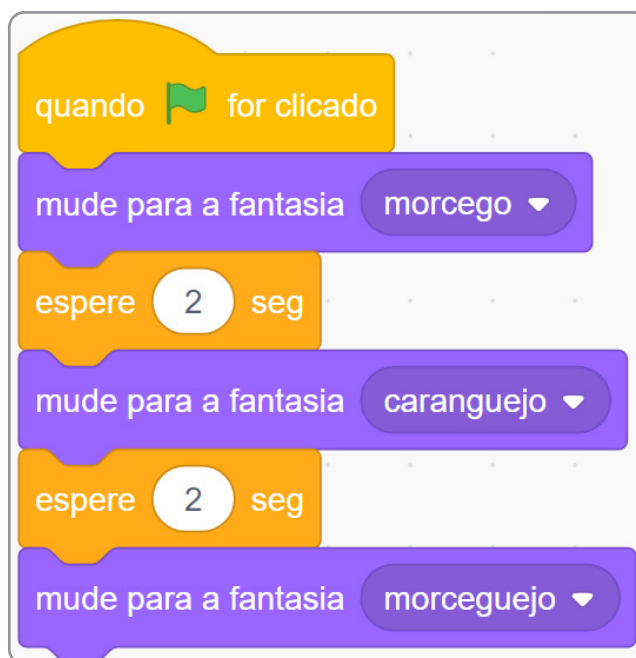 quando for clicado
mude para a fantasia morcego
espere 2 seg
mude para a fantasia caranguejo
espere 2 seg
mude para a fantasia morceguejo